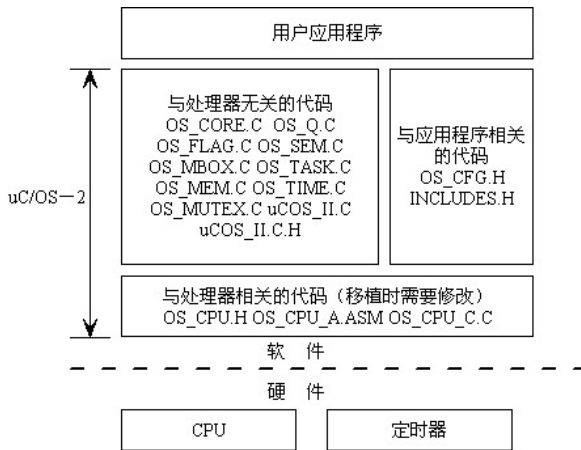 用户应用程序
与处理器无关的代码
OS_CORE.C OS_Q.C
OS_FLAG.C OS_SEM.C
OS_MBOX.C OS_TASK.C
OS_MEM.C OS_TIME.C
OS_MUTEX.C uCOS_II.C
uCOS_II.C.H
与应用程序相关
的代码
OS_CFG.H
INCLUDES.H
uC/OS－2
与处理器相关的代码（移植时需要修改）
OS_CPU.H OS_CPU_A.ASM OS_CPU_C.C
软 件
硬 件
CPU
定时器